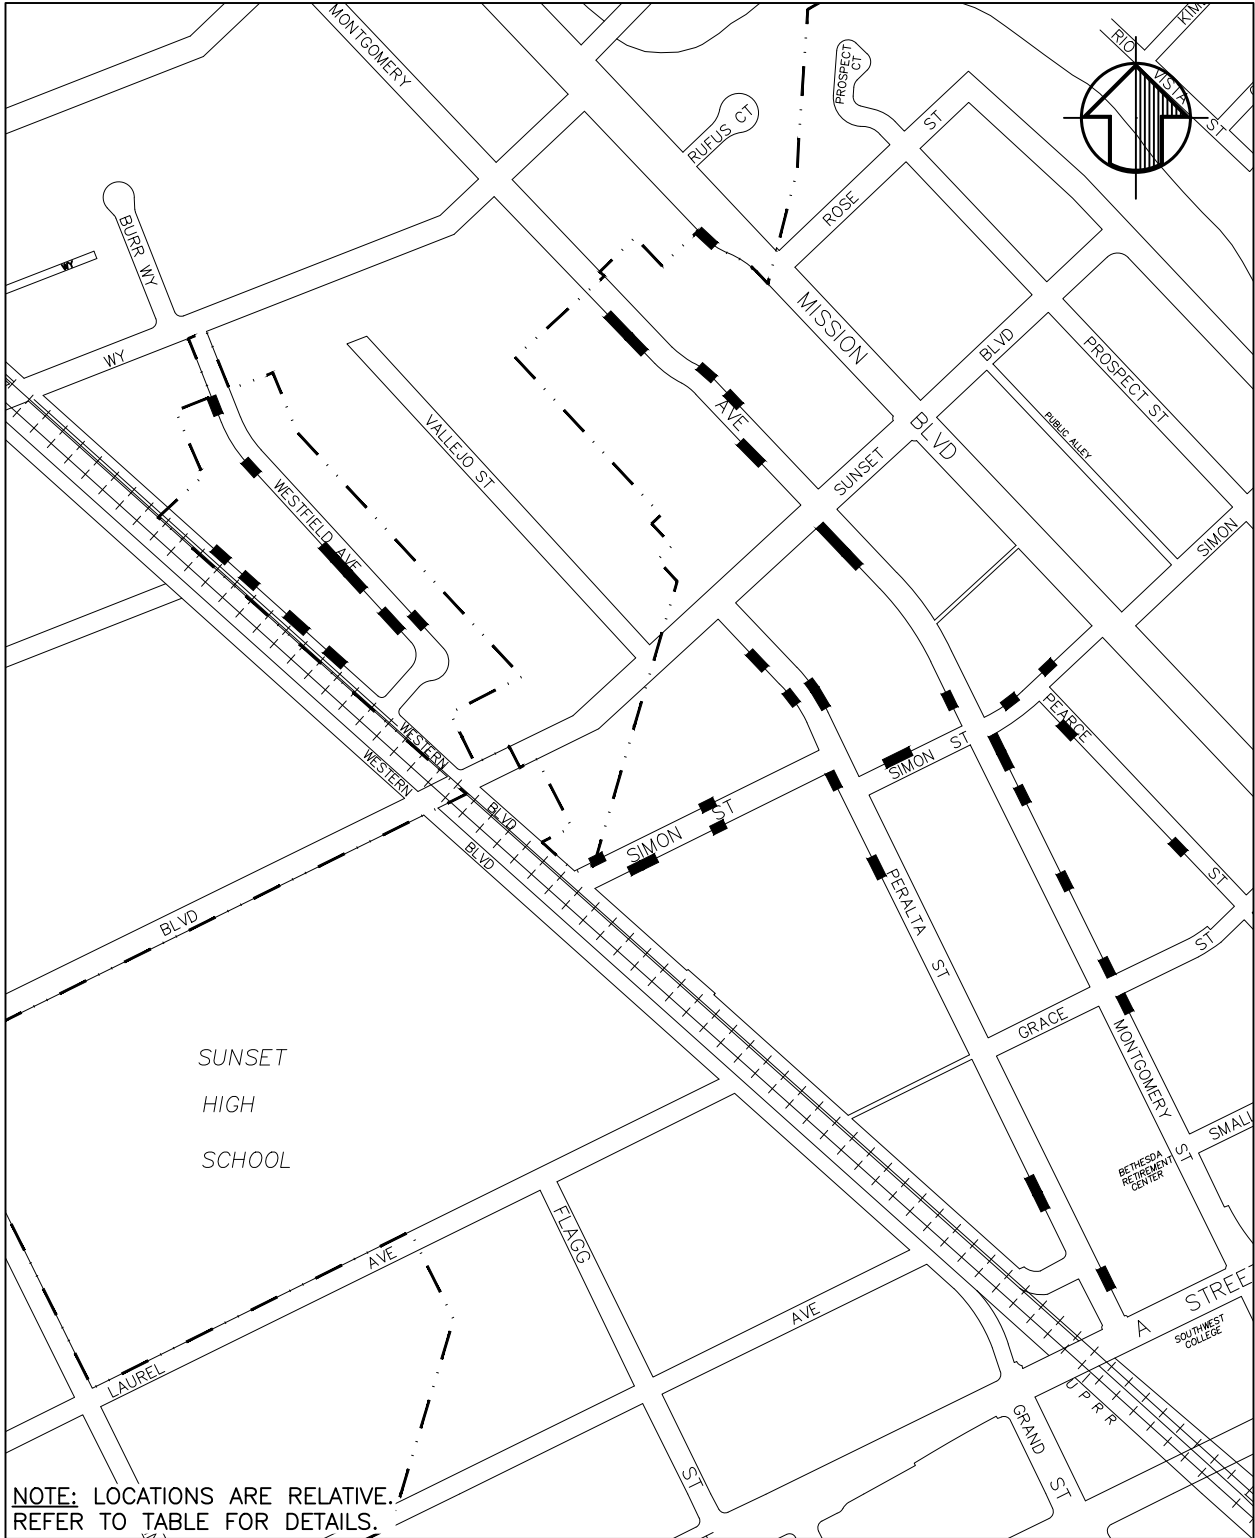 MONTGOMERY
PROSPECT
CT
RIO
VISTA
ST
RUFUS CT
ST
ROSE
BURR WY
WY
WY
MISSION
BLVD
BLVD
PROSPECT ST
PUBLIC ALLEY
AVE
SUNSET
SIMON
VALLEJO ST
WESTFIELD AVE
PEARCE
ST
SIMON ST
SIMON ST
WESTERN
BLVD
WESTERN
BLVD
BLVD
PERALTA ST
ST
GRACE
MONTGOMERY ST
SUNSET
HIGH
SCHOOL
SMALL
BETHESDA
RETIREMENT
CENTER
FLAGG
ST
AVE
LAUREL
AVE
A STREE
SOUTHWEST
COLLEGE
U P R R
GRAND ST
NOTE: LOCATIONS ARE RELATIVE.
REFER TO TABLE FOR DETAILS.